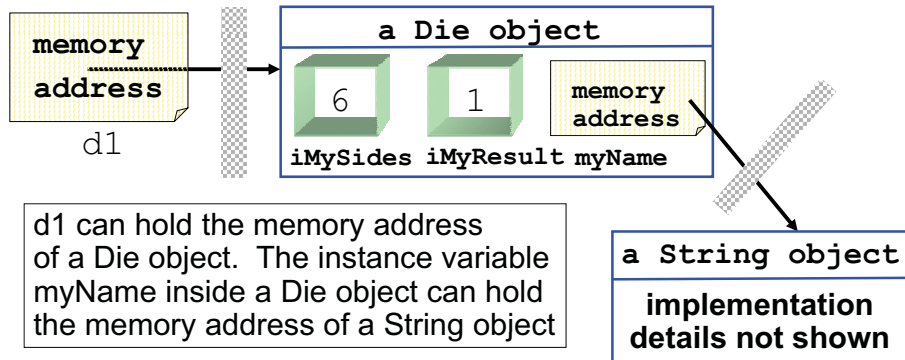 memory
address
d1
a Die object
6
1
memory
address
iMySides
iMyResult
myName
d1 can hold the memory address
of a Die object. The instance variable
myName inside a Die object can hold
the memory address of a String object
a String object
implementation
details not shown